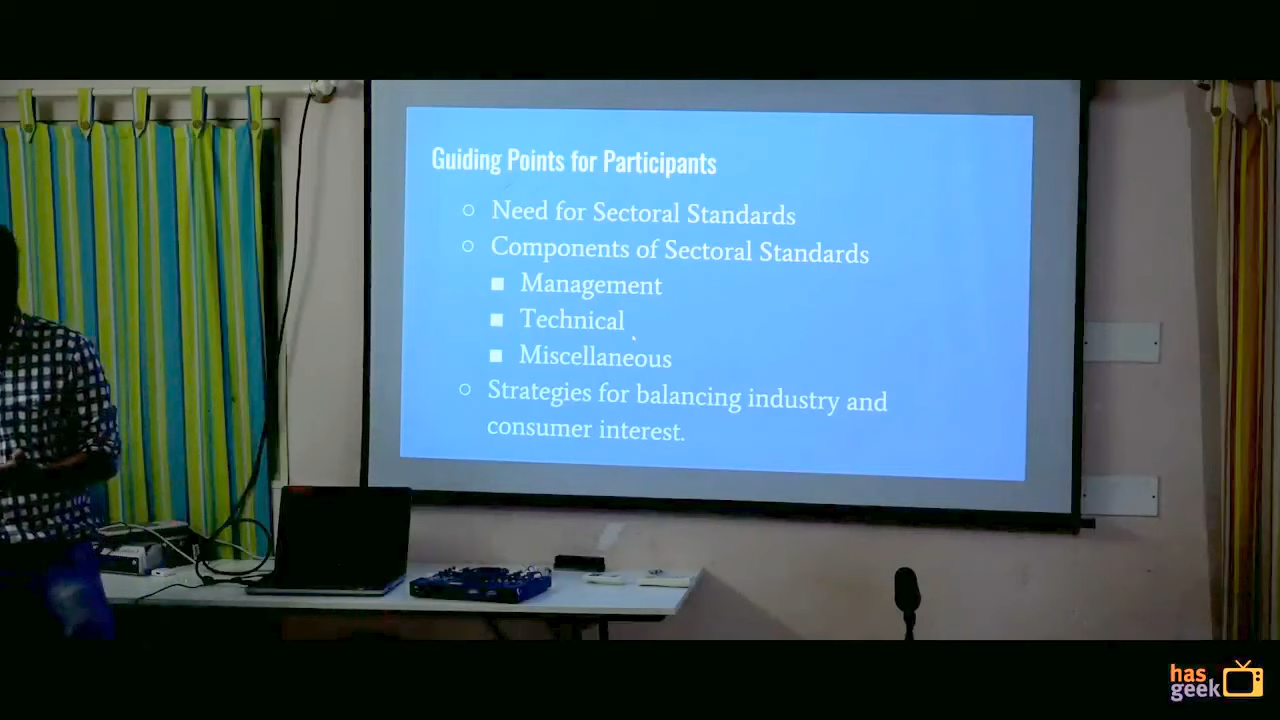 Guiding Points for Participants
Need for Sectoral Standards
Components of Sectoral Standards
Management
Technical
Miscellaneous
Strategies for balancing industry and
consumer interest.
has
geek